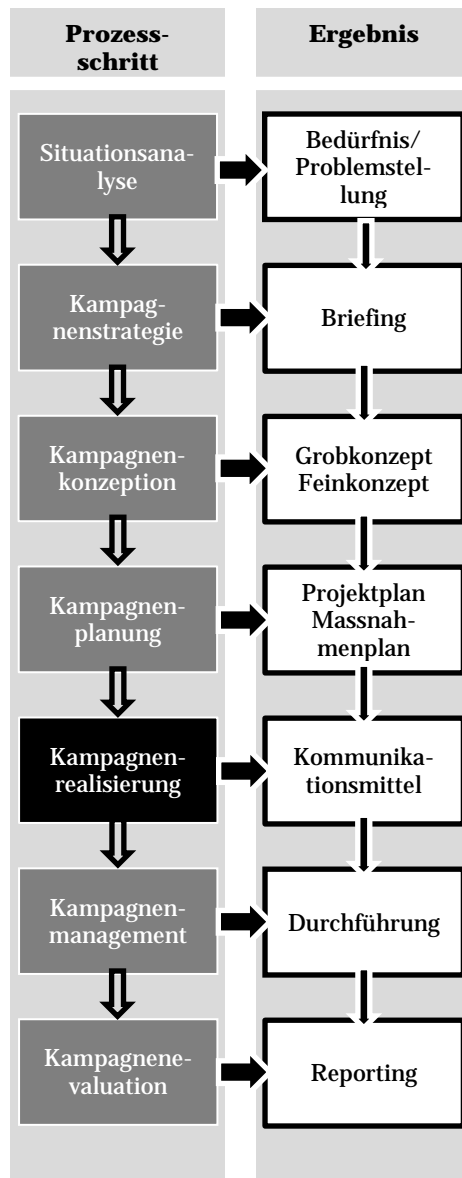 Prozess-
schritt
Ergebnis
Situationsana-
lyse
Bedürfnis/
Problemstel-
lung
Kampag-
nenstrategie
Briefing
Kampagnen-
konzeption
Grobkonzept
Feinkonzept
Kampagnen-
planung
Projektplan
Massnah-
menplan
Kampagnen-
realisierung
Kommunika-
tionsmittel
Kampagnen-
management
Durchführung
Kampagnene-
valuation
Reporting